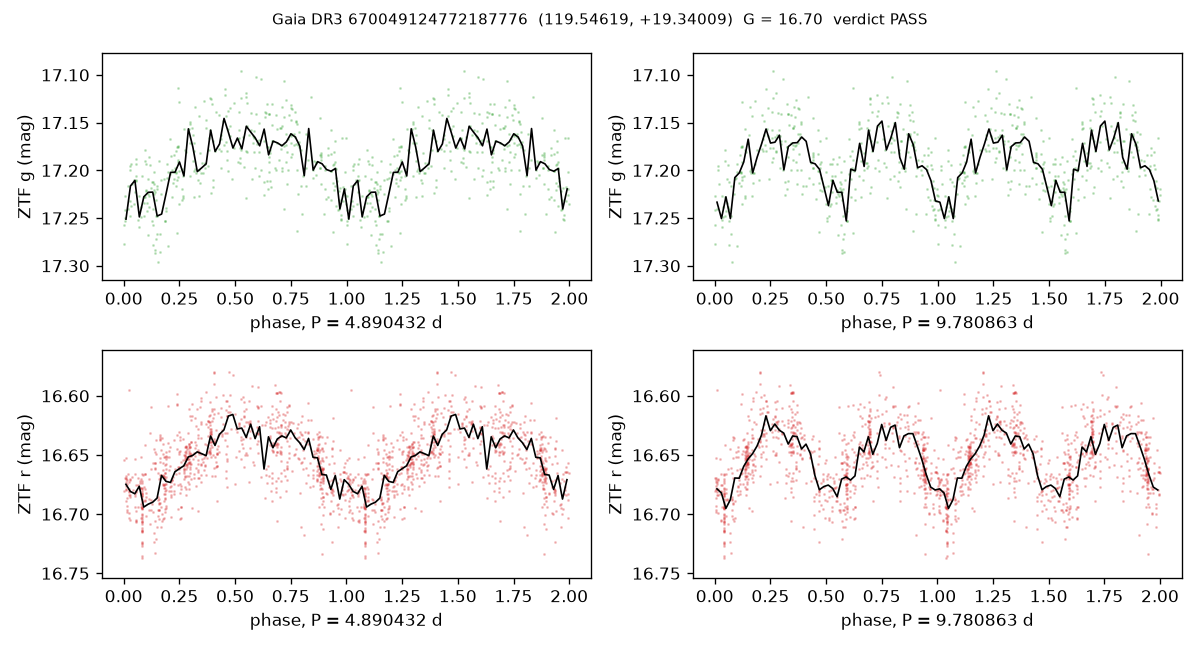 Gaia DR3 670049124772187776  (119.54619, +19.34009)  G = 16.70  verdict PASS
ZTF g (mag)
17.10
17.15
17.20
17.25
17.30
0.00 0.25 0.50 0.75 1.00 1.25 1.50 1.75 2.00
phase, P = 4.890432 d
ZTF g (mag)
17.10
17.15
17.20
17.25
17.30
0.00 0.25 0.50 0.75 1.00 1.25 1.50 1.75 2.00
phase, P = 9.780863 d
ZTF r (mag)
16.60
16.65
16.70
16.75
0.00 0.25 0.50 0.75 1.00 1.25 1.50 1.75 2.00
phase, P = 4.890432 d
ZTF r (mag)
16.60
16.65
16.70
16.75
0.00 0.25 0.50 0.75 1.00 1.25 1.50 1.75 2.00
phase, P = 9.780863 d